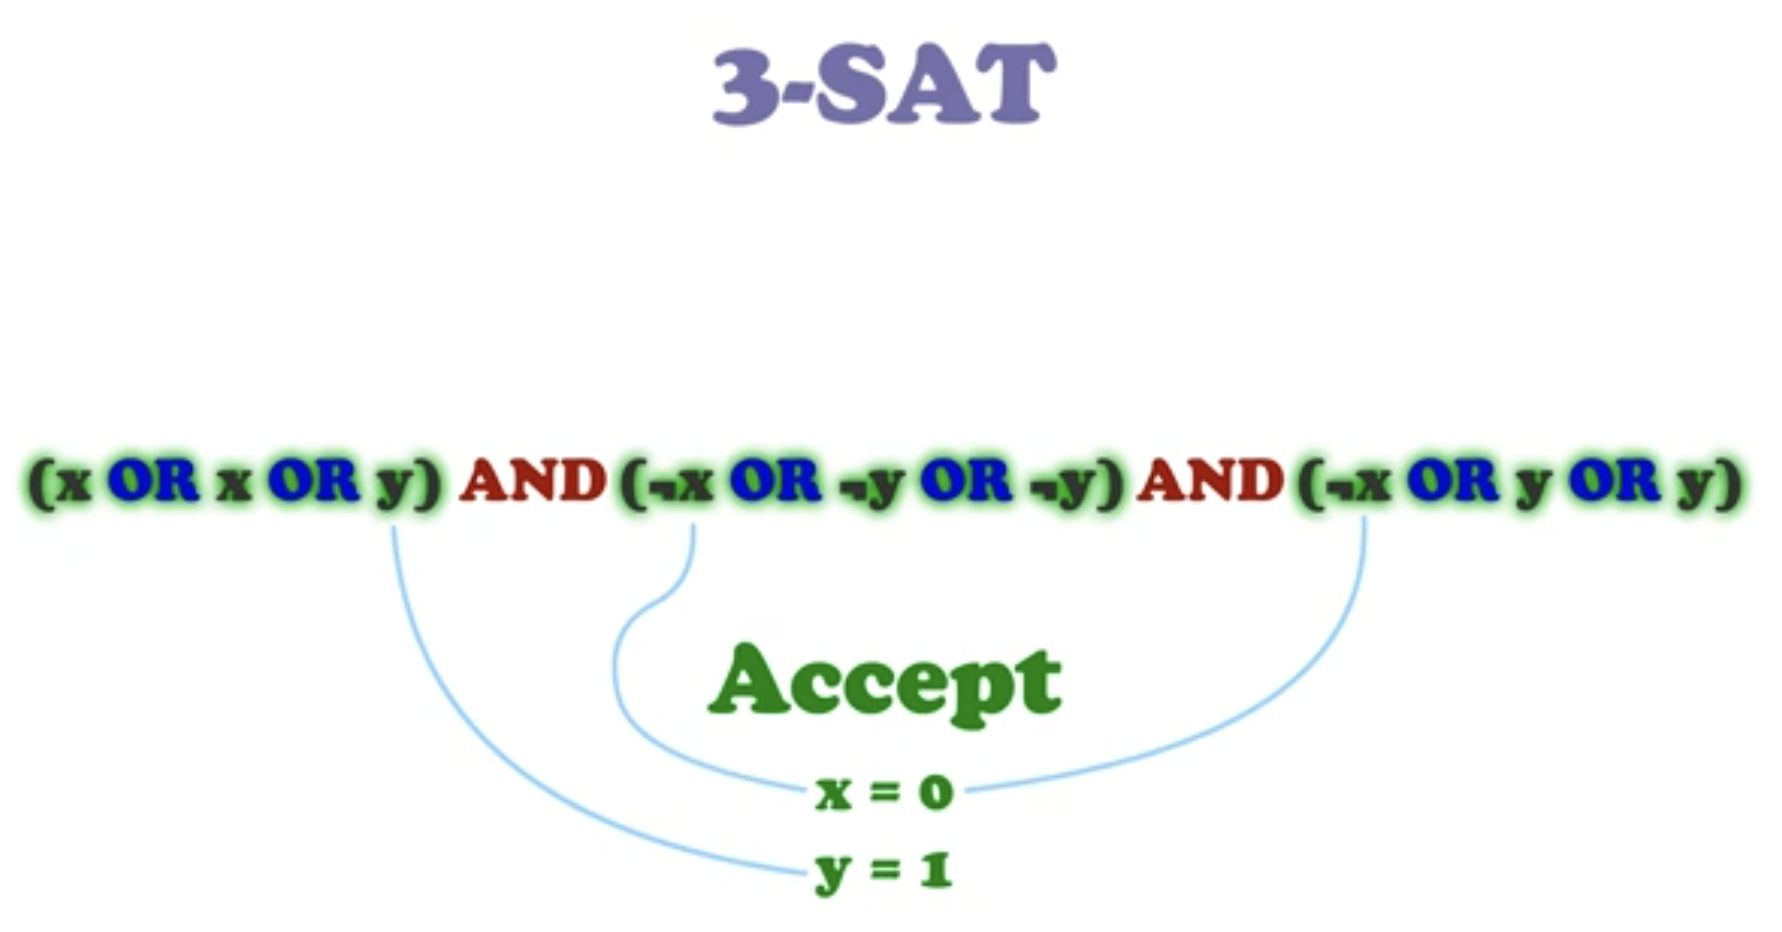 3-SAT
(x OR x OR y) AND (¬x OR ¬y OR ¬y) AND (¬x OR y OR y)
Accept
x = 0
y = 1